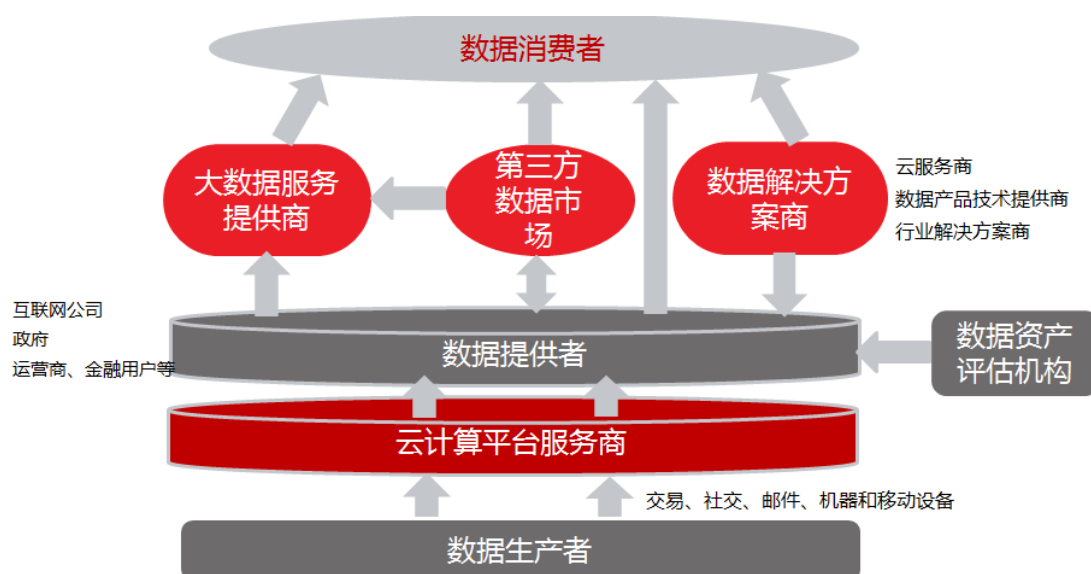 数据消费者
大数据服务
提供商
第三方
数据市
场
数据解决方
案商
云服务商
数据产品技术提供商
行业解决方案商
互联网公司
政府
运营商、金融用户等
数据提供者
数据资产
评估机构
云计算平台服务商
交易、社交、邮件、机器和移动设备
数据生产者